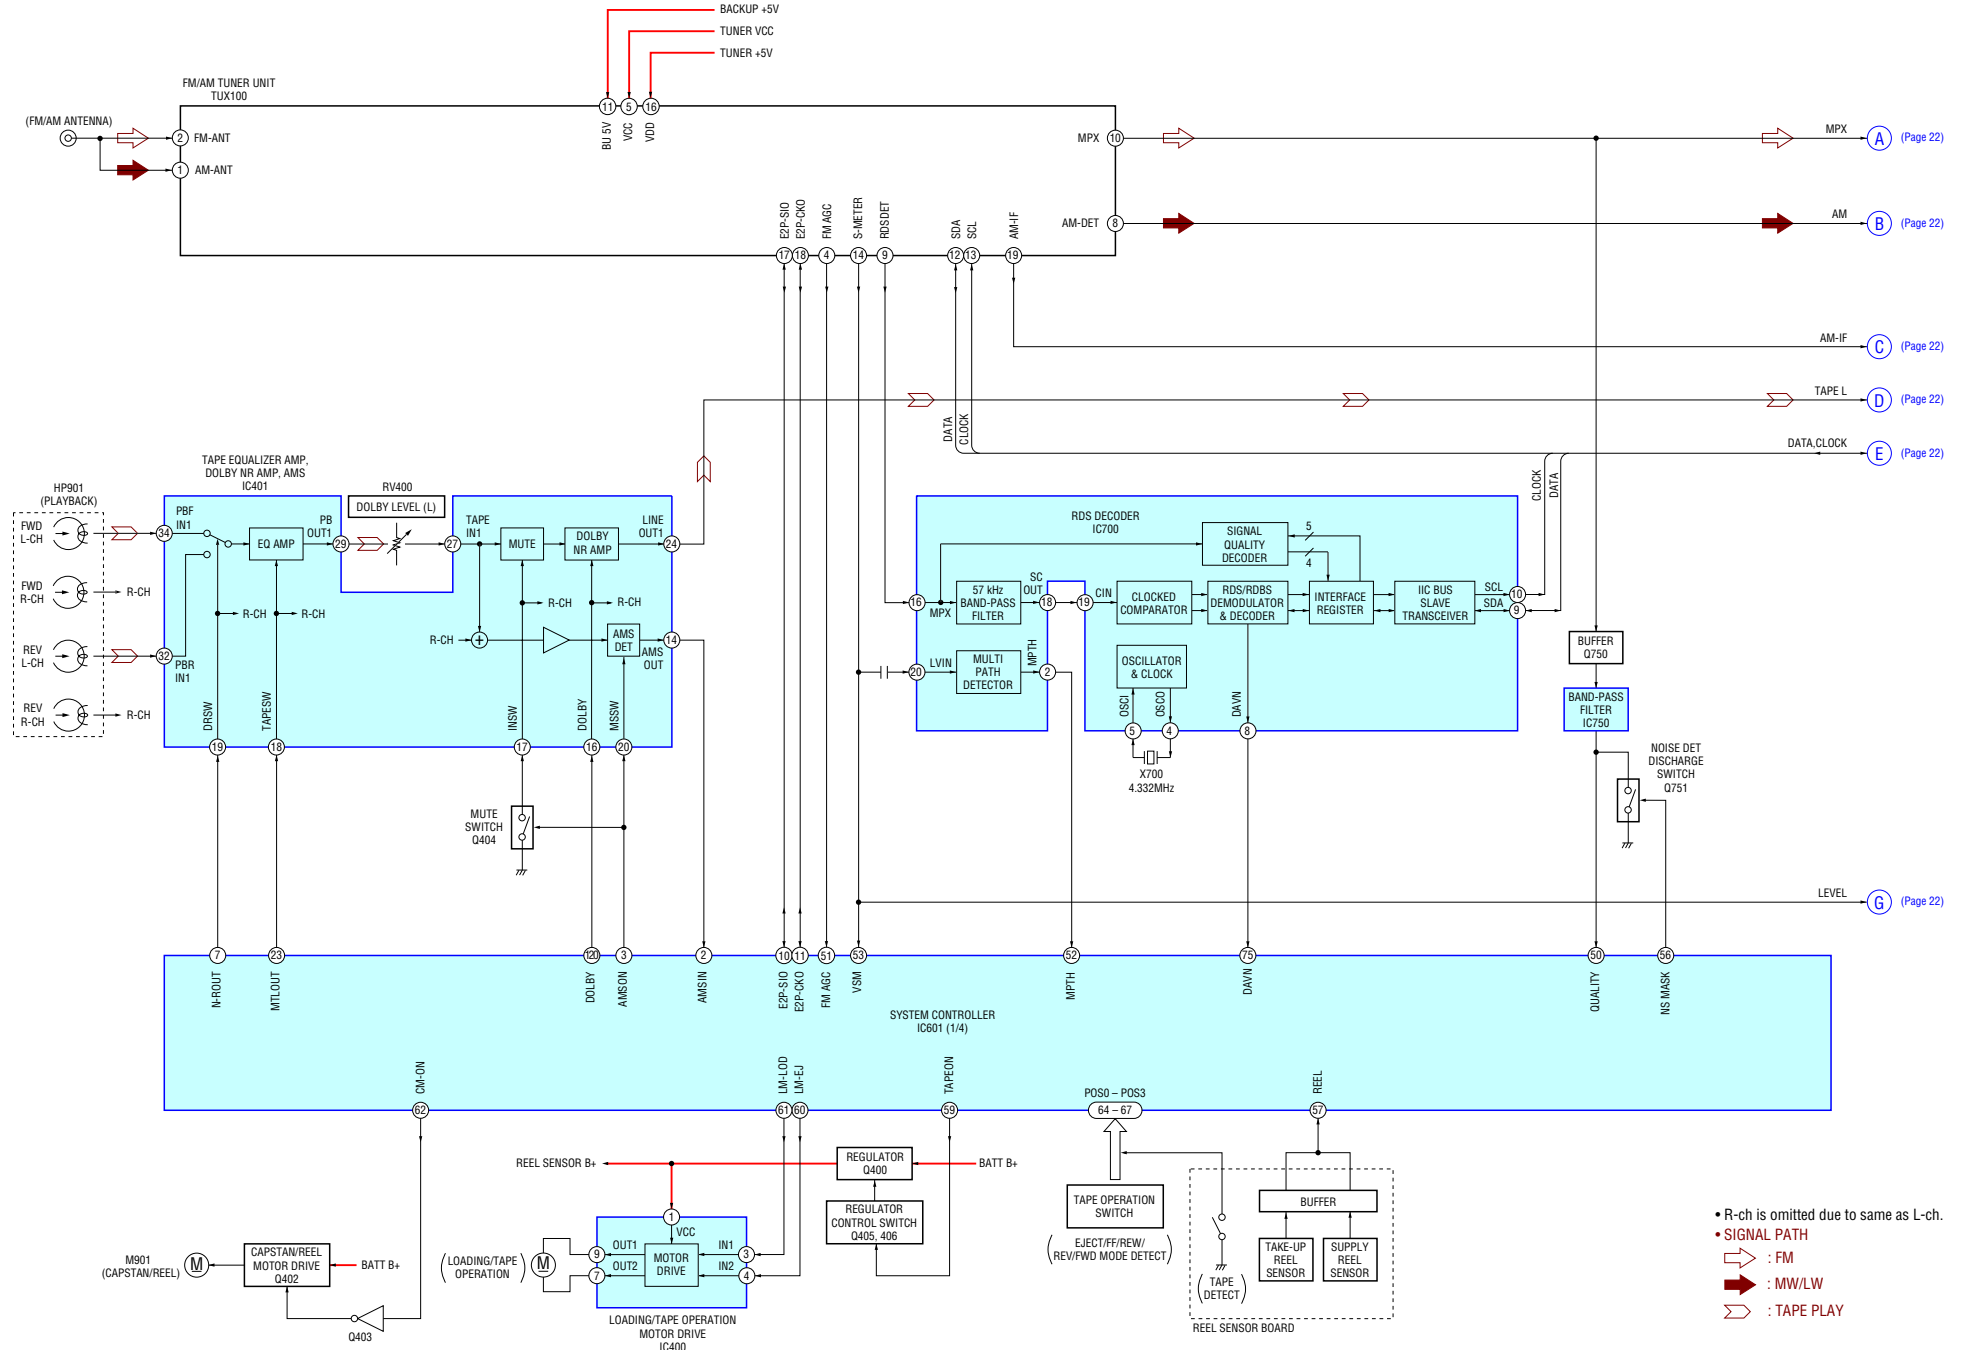 BACKUP +5V
TUNER VCC
TUNER +5V
FM/AM TUNER UNIT
TUX100
(FM/AM ANTENNA)
2 FM-ANT
1 AM-ANT
11 5 16
BU 5V
VCC
VDD
MPX 10
MPX
A (Page 22)
AM-DET 8
AM
B (Page 22)
E2P-SIO
E2P-CKO
FM AGC
S-METER
RDSDET
SDA
SCL
AM-IF
17 18 4 14 9 12 13 19
AM-IF
C (Page 22)
TAPE L
D (Page 22)
DATA
CLOCK
DATA,CLOCK
E (Page 22)
CLOCK
DATA
TAPE EQUALIZER AMP,
DOLBY NR AMP, AMS
IC401
HP901
(PLAYBACK)
FWD
L-CH
FWD
R-CH
R-CH
REV
L-CH
REV
R-CH
R-CH
34
PBF
IN1
32
PBR
IN1
EQ AMP
PB
OUT1
29
RV400
DOLBY LEVEL (L)
27
TAPE
IN1
MUTE
DOLBY
NR AMP
LINE
OUT1
24
R-CH
R-CH
R-CH
R-CH
R-CH
+
AMS
DET
14
AMS
OUT
DRSW
TAPESW
INSW
DOLBY
MSSW
19 18 17 16 20
MUTE
SWITCH
Q404
RDS DECODER
IC700
SIGNAL
QUALITY
DECODER
5
4
16
MPX
57 kHz
BAND-PASS
FILTER
SC
OUT
18
19
CIN
CLOCKED
COMPARATOR
RDS/RDBS
DEMODULATOR
& DECODER
INTERFACE
REGISTER
IIC BUS
SLAVE
TRANSCEIVER
SCL
10
SDA
9
20
LVIN
MULTI
PATH
DETECTOR
MPTH
2
OSCILLATOR
& CLOCK
OSCI
OSCO
DAVN
5 4 8
X700
4.332MHz
BUFFER
Q750
BAND-PASS
FILTER
IC750
NOISE DET
DISCHARGE
SWITCH
Q751
LEVEL
G (Page 22)
7 23 120 3 2 10 11 51 53 52 75 50 56
N-ROUT
MTLOUT
DOLBY
AMSON
AMSIN
E2P-SIO
E2P-CKO
FM AGC
VSM
MPTH
DAVN
QUALITY
NS MASK
SYSTEM CONTROLLER
IC601 (1/4)
CM-ON
LM-LOD
LM-EJ
TAPEON
POS0 – POS3
REEL
62 61 60 59 64 – 67 57
REEL SENSOR B+
REGULATOR
Q400
BATT B+
REGULATOR
CONTROL SWITCH
Q405, 406
M901
(CAPSTAN/REEL)
M
CAPSTAN/REEL
MOTOR DRIVE
Q402
BATT B+
Q403
(LOADING/TAPE
OPERATION)
M
1
VCC
9 OUT1
7 OUT2
MOTOR
DRIVE
IN1 3
IN2 4
LOADING/TAPE OPERATION
MOTOR DRIVE
IC400
TAPE OPERATION
SWITCH
(EJECT/FF/REW/
REV/FWD MODE DETECT)
(TAPE
DETECT)
BUFFER
TAKE-UP
REEL
SENSOR
SUPPLY
REEL
SENSOR
REEL SENSOR BOARD
• R-ch is omitted due to same as L-ch.
• SIGNAL PATH
: FM
: MW/LW
: TAPE PLAY